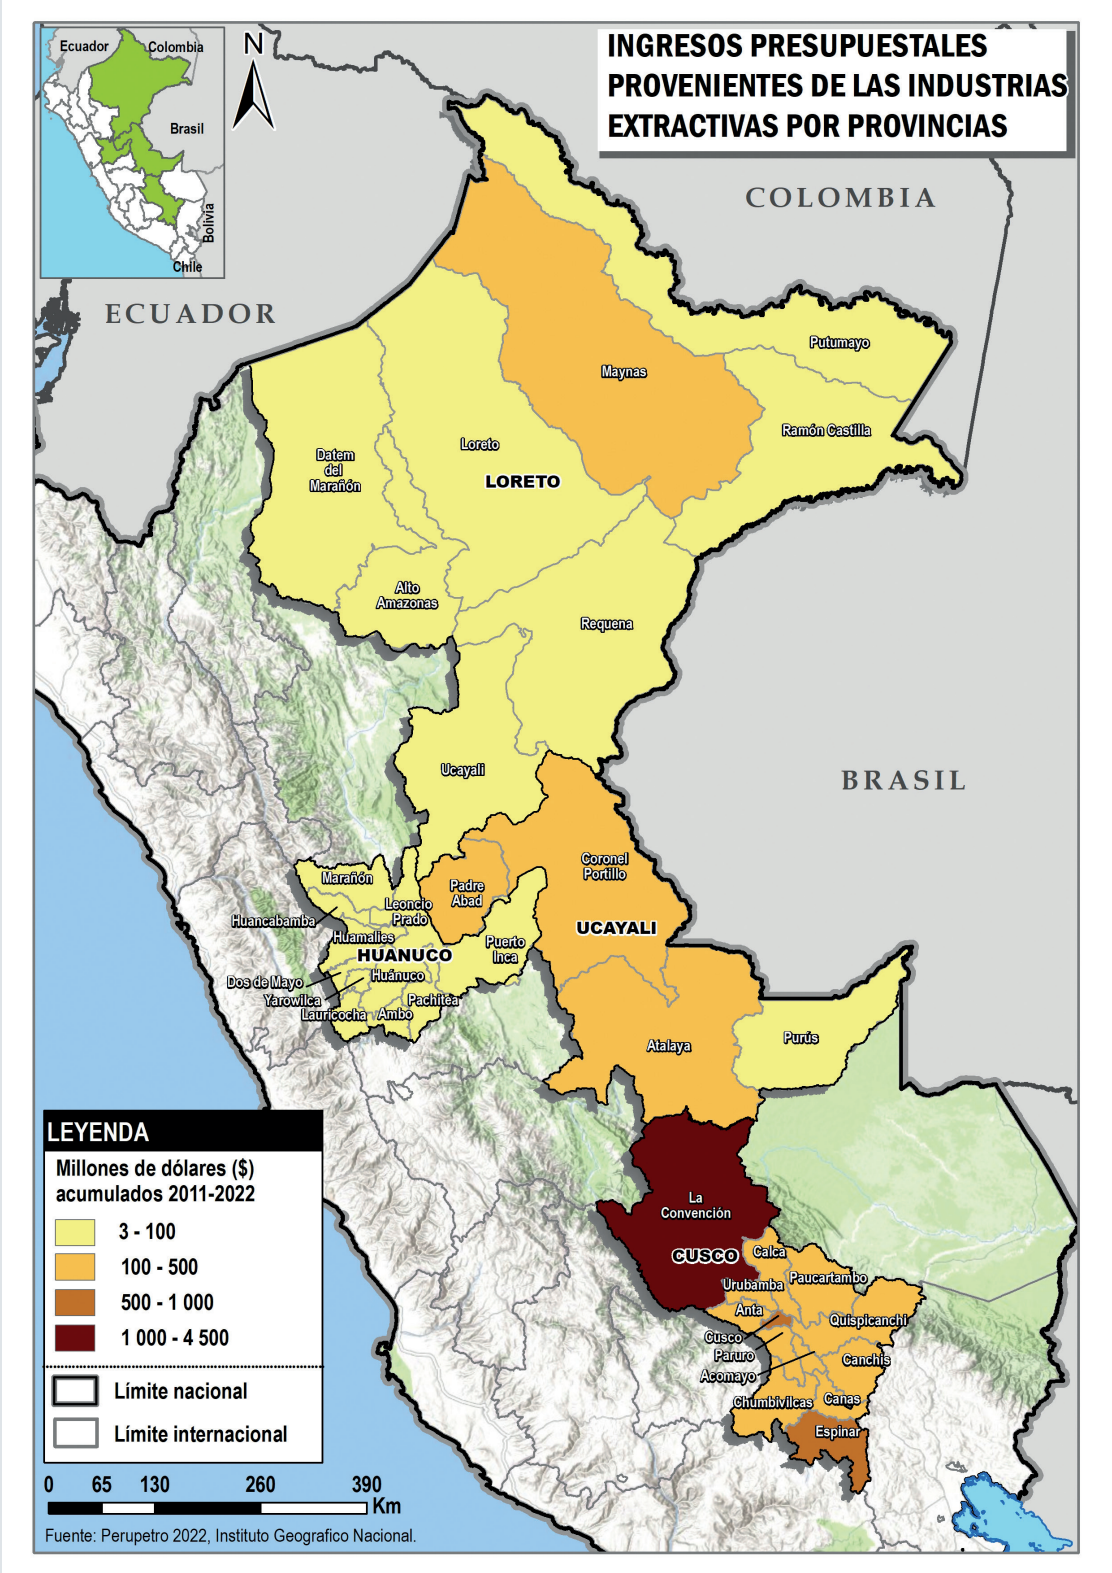 Ecuador
Colombia
Brasil
Bolivia
Chile
N
INGRESOS PRESUPUESTALES
PROVENIENTES DE LAS INDUSTRIAS
EXTRACTIVAS POR PROVINCIAS
COLOMBIA
ECUADOR
BRASIL
Putumayo
Maynas
Ramón Castilla
Loreto
LORETO
Datem
del
Marañón
Alto
Amazonas
Requena
Ucayali
Coronel
Portillo
Padre
Abad
UCAYALI
Marañón
Leoncio
Prado
Huancabamba
Huamalies
HUANUCO
Puerto
Inca
Dos de Mayo
Huánuco
Yarowilca
Pachitea
Lauricocha
Ambo
Atalaya
Purús
La
Convención
CUSCO
Calca
Urubamba
Paucartambo
Anta
Quispicanchi
Cusco
Paruro
Acomayo
Canchis
Chumbivilcas
Canas
Espinar
LEYENDA
Millones de dólares ($)
acumulados 2011-2022
3 - 100
100 - 500
500 - 1 000
1 000 - 4 500
Límite nacional
Límite internacional
0 65 130 260 390
Km
Fuente: Perupetro 2022, Instituto Geografico Nacional.